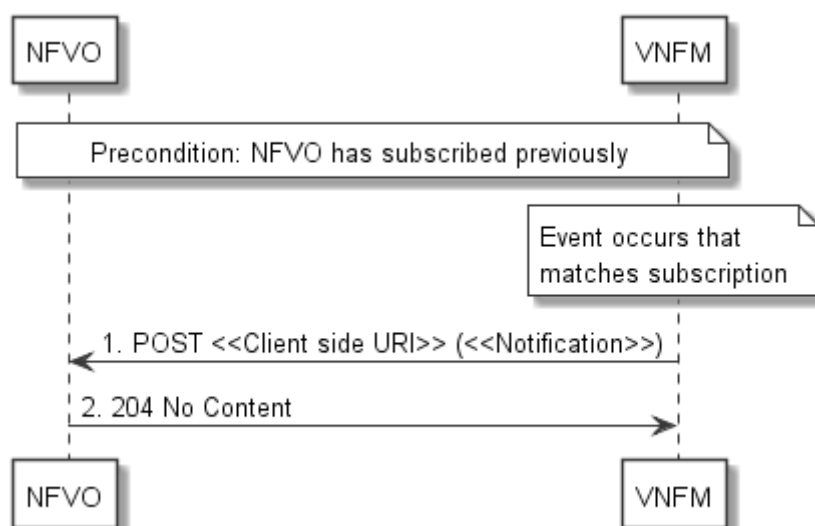 NFVO
VNFM
Precondition: NFVO has subscribed previously
Event occurs that
matches subscription
1. POST <<Client side URI>> (<<Notification>>)
2. 204 No Content
NFVO
VNFM